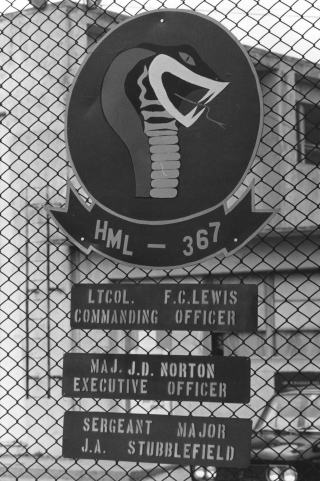 HML - 367
LTCOL. F.C. LEWIS
COMMANDING OFFICER
MAJ. J.D. NORTON
EXECUTIVE OFFICER
SERGEANT MAJOR
J.A. STUBBLEFIELD